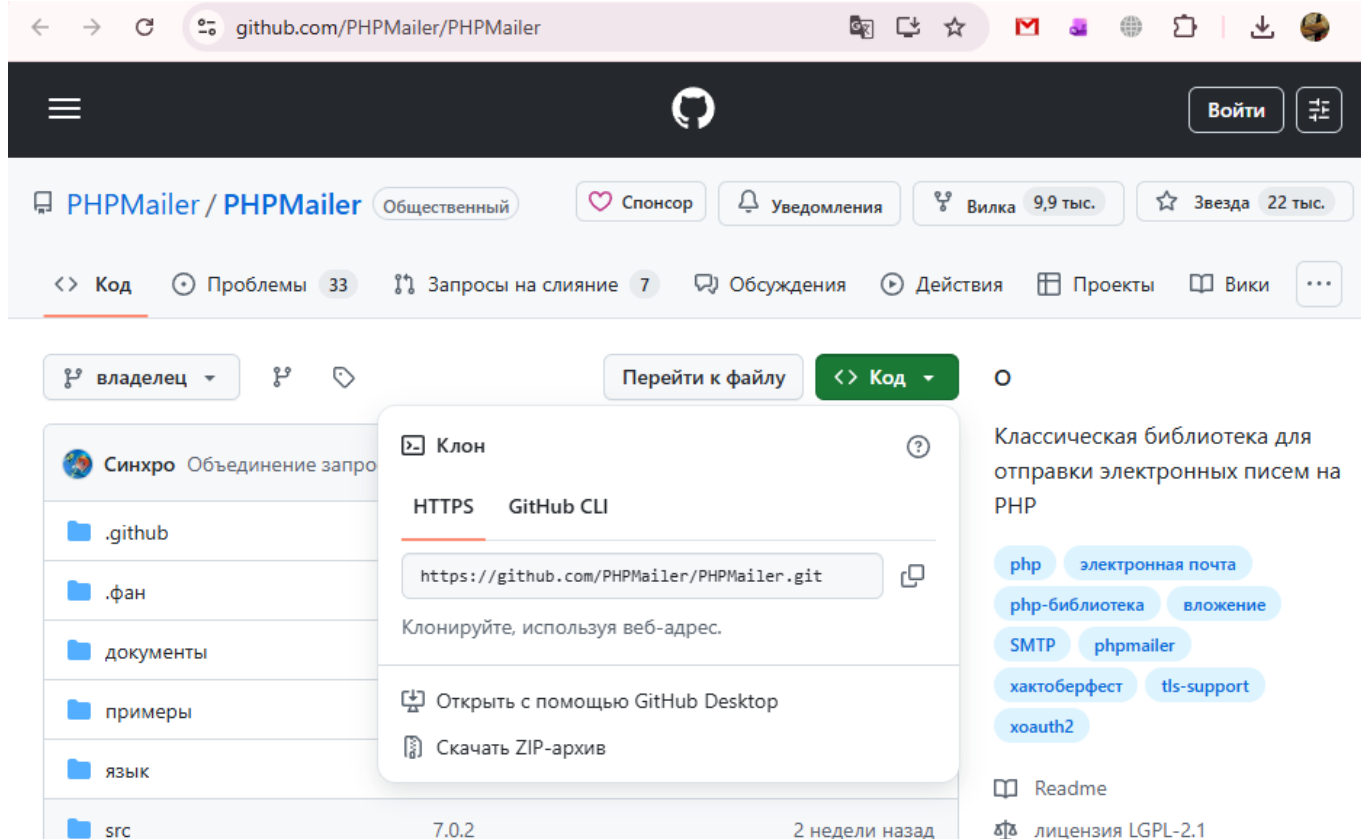 github.com/PHPMailer/PHPMailer
Войти
PHPMailer / PHPMailer Общественный Спонсор Уведомления Вилка 9,9 тыс. Звезда 22 тыс.
Код Проблемы 33 Запросы на слияние 7 Обсуждения Действия Проекты Вики
владелец Перейти к файлу Код
Синхро Объединение запро
.github
.фан
документы
примеры
язык
src 7.0.2 2 недели назад
Клон
HTTPS GitHub CLI
https://github.com/PHPMailer/PHPMailer.git
Клонируйте, используя веб-адрес.
Открыть с помощью GitHub Desktop
Скачать ZIP-архив
О
Классическая библиотека для
отправки электронных писем на
PHP
php электронная почта
php-библиотека вложение
SMTP phpmailer
хактоберфест tls-support
xoauth2
Readme
лицензия LGPL-2.1